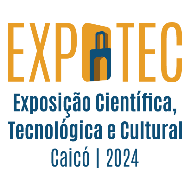 EXPOTEC
Exposição Científica,
Tecnológica e Cultural
Caicó | 2024